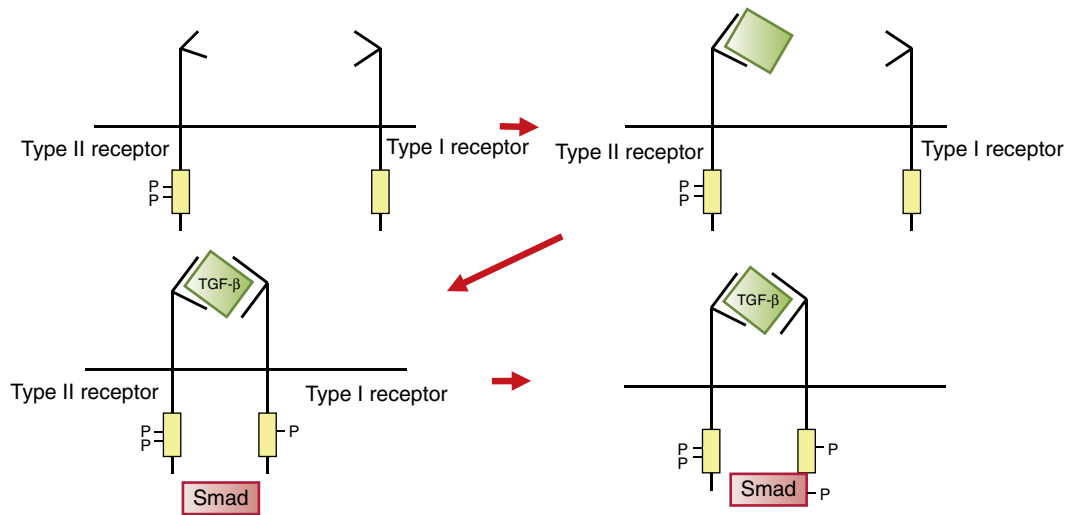 Type II receptor
Type I receptor
P
P
Type II receptor
Type I receptor
P
P
TGF-β
Type II receptor
Type I receptor
P
P
P
Smad
TGF-β
P
P
P
Smad
P